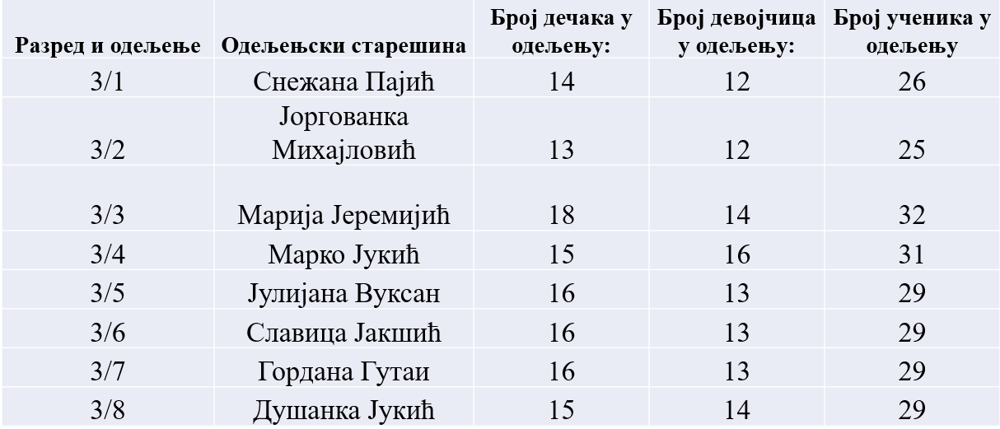 Разред и одељење Одељењски старешина Број дечака у одељењу: Број девојчица у одељењу: Број ученика у одељењу
3/1 Снежана Пајић 14 12 26
3/2 Јоргованка Михајловић 13 12 25
3/3 Марија Јеремијић 18 14 32
3/4 Марко Јукић 15 16 31
3/5 Јулијана Вуксан 16 13 29
3/6 Славица Јакшић 16 13 29
3/7 Гордана Гутаи 16 13 29
3/8 Душанка Јукић 15 14 29